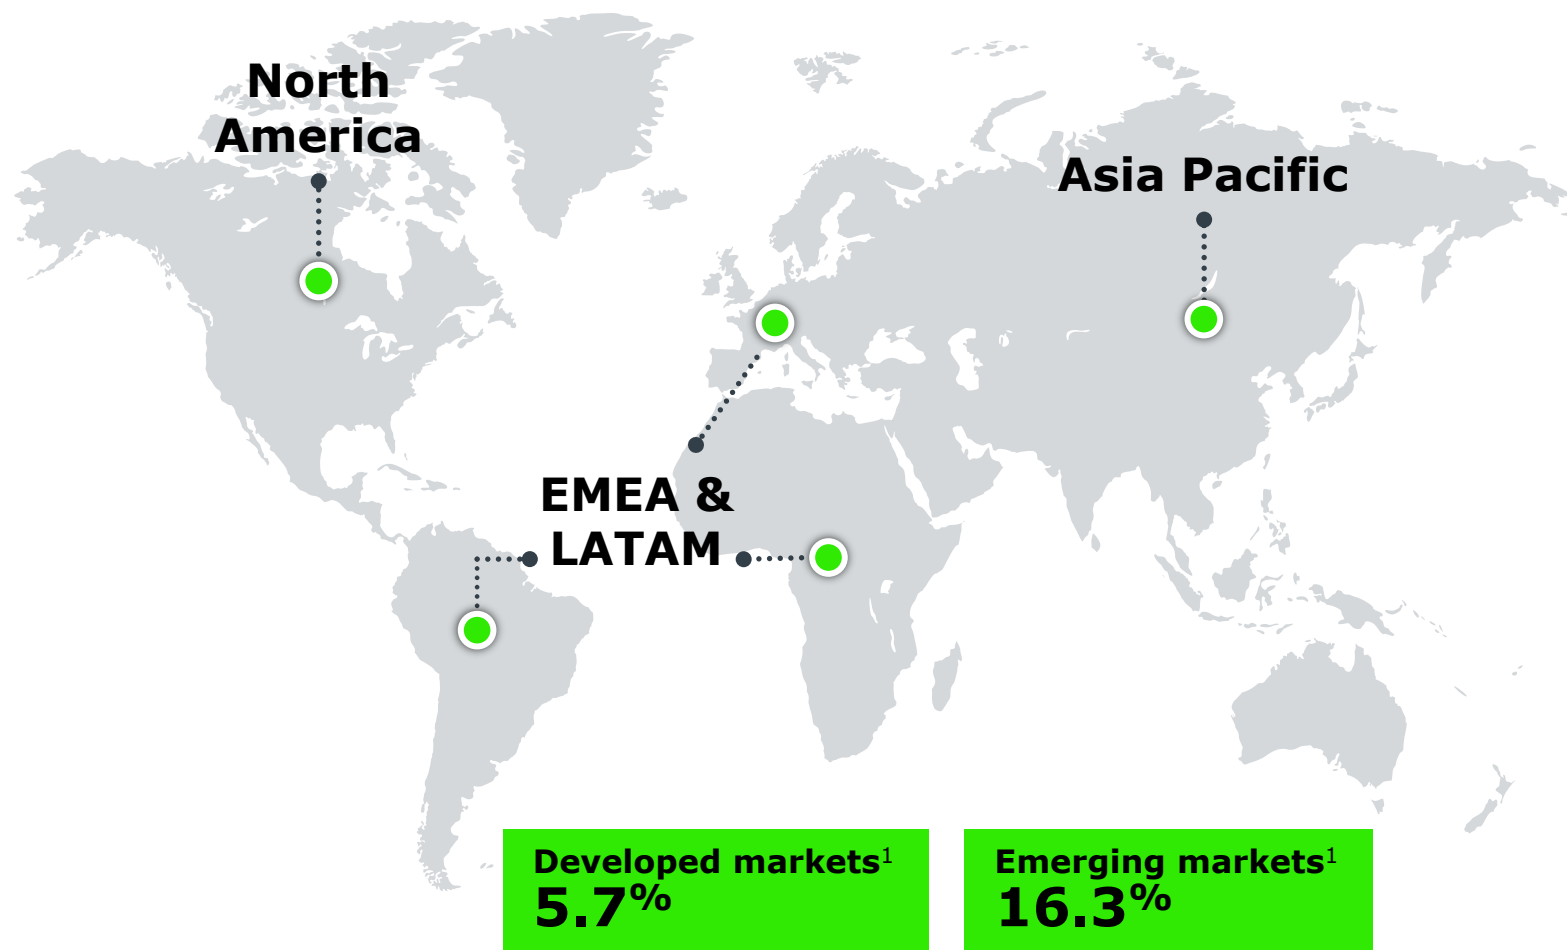 North
America
Asia Pacific
EMEA &
LATAM
Developed markets¹
5.7%
Emerging markets¹
16.3%